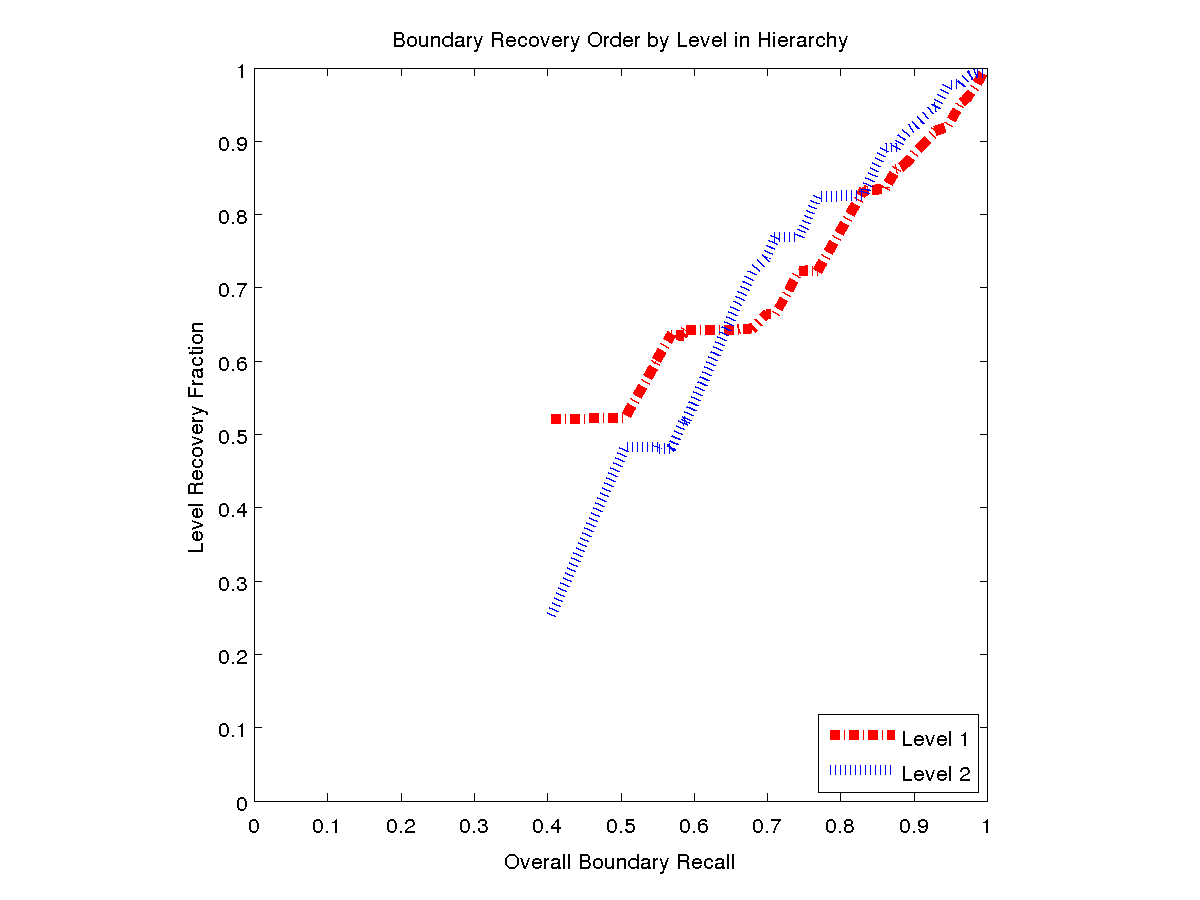 Boundary Recovery Order by Level in Hierarchy
1
0.9
0.8
0.7
0.6
0.5
0.4
0.3
0.2
0.1
0
Level Recovery Fraction
0 0.1 0.2 0.3 0.4 0.5 0.6 0.7 0.8 0.9 1
Overall Boundary Recall
Level 1
Level 2